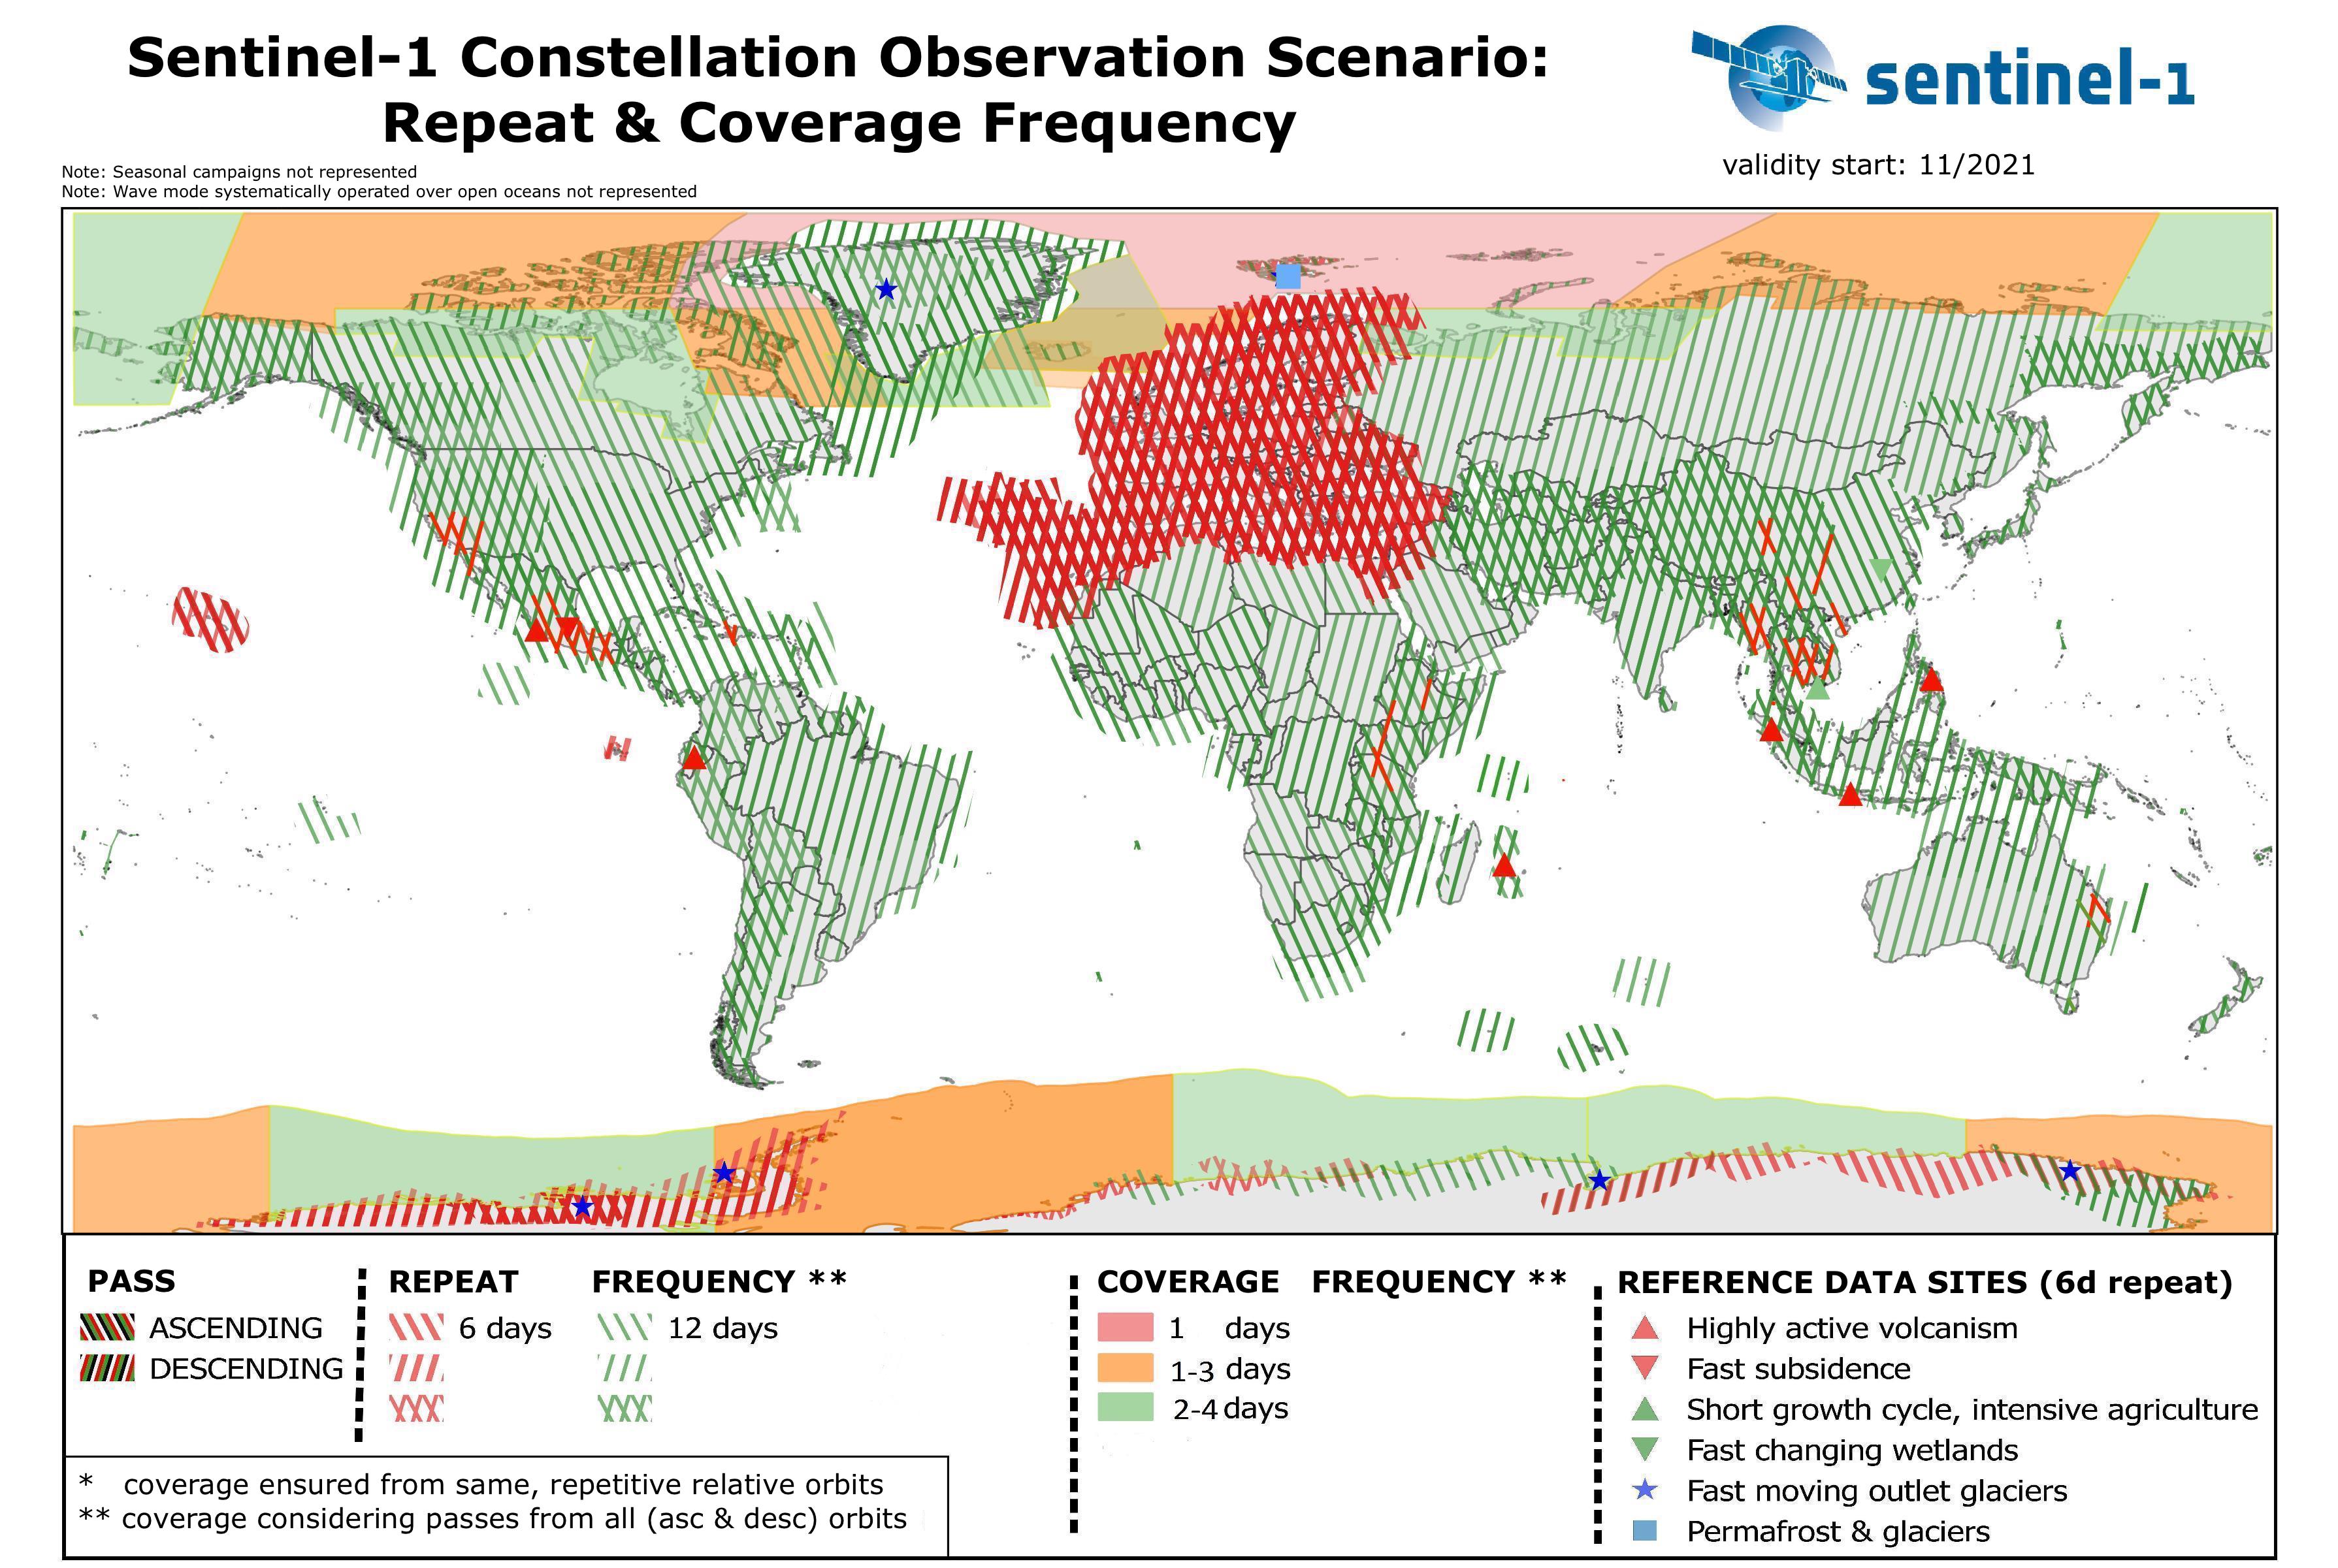 Sentinel-1 Constellation Observation Scenario:
Repeat & Coverage Frequency
sentinel-1
validity start: 11/2021
Note: Seasonal campaigns not represented
Note: Wave mode systematically operated over open oceans not represented
PASS
ASCENDING
DESCENDING
REPEAT FREQUENCY **
6 days 12 days
COVERAGE FREQUENCY **
1 days
1-3 days
2-4 days
REFERENCE DATA SITES (6d repeat)
Highly active volcanism
Fast subsidence
Short growth cycle, intensive agriculture
Fast changing wetlands
Fast moving outlet glaciers
Permafrost & glaciers
* coverage ensured from same, repetitive relative orbits
** coverage considering passes from all (asc & desc) orbits